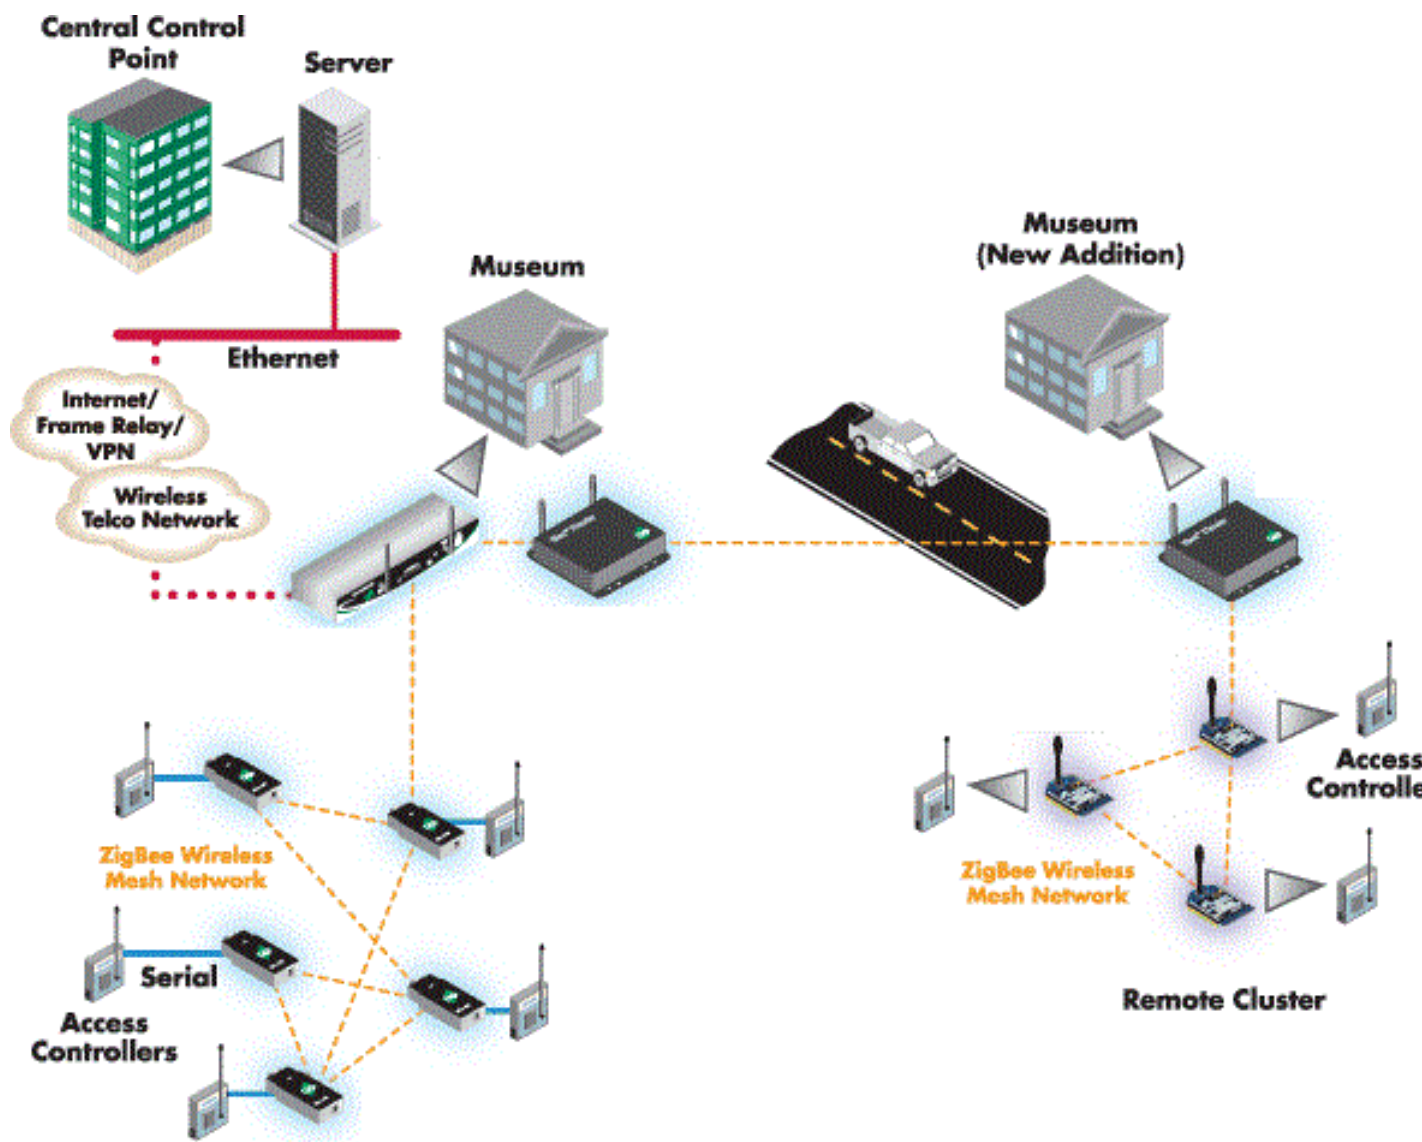 Central Control
Point
Server
Museum
Museum
(New Addition)
Ethernet
Internet/
Frame Relay/
VPN
Wireless
Telco Network
ZigBee Wireless
Mesh Network
Serial
Access
Controllers
Access
Controlle
ZigBee Wireless
Mesh Network
Remote Cluster